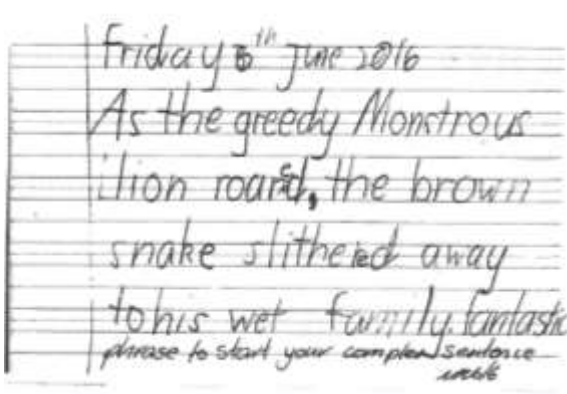 Friday 6th June 2016
As the greedy Monstrous
lion roared, the brown
snake slithered away
to his wet family. Fantastic
phrase to start your complex sentence